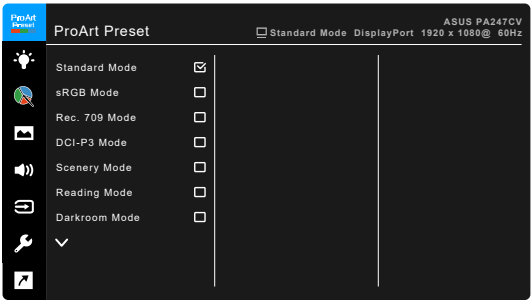 ProArt
Preset
ProArt Preset
ASUS PA247CV
Standard Mode DisplayPort 1920 x 1080@ 60Hz
Standard Mode
sRGB Mode
Rec. 709 Mode
DCI-P3 Mode
Scenery Mode
Reading Mode
Darkroom Mode